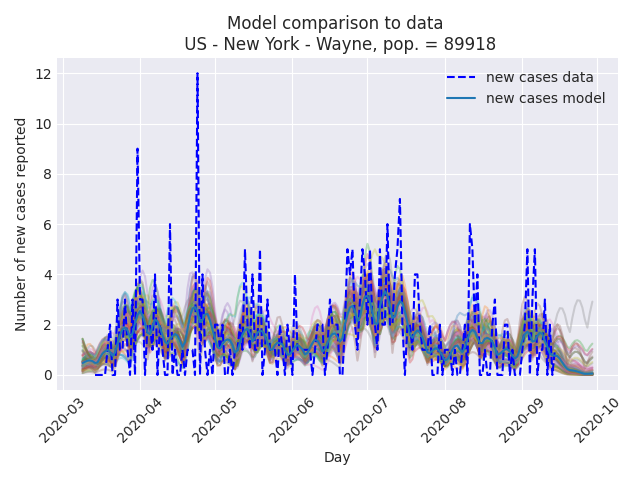 Model comparison to data
US - New York - Wayne, pop. = 89918
new cases data
new cases model
Number of new cases reported
12
10
8
6
4
2
0
2020-03
2020-04
2020-05
2020-06
2020-07
2020-08
2020-09
2020-10
Day